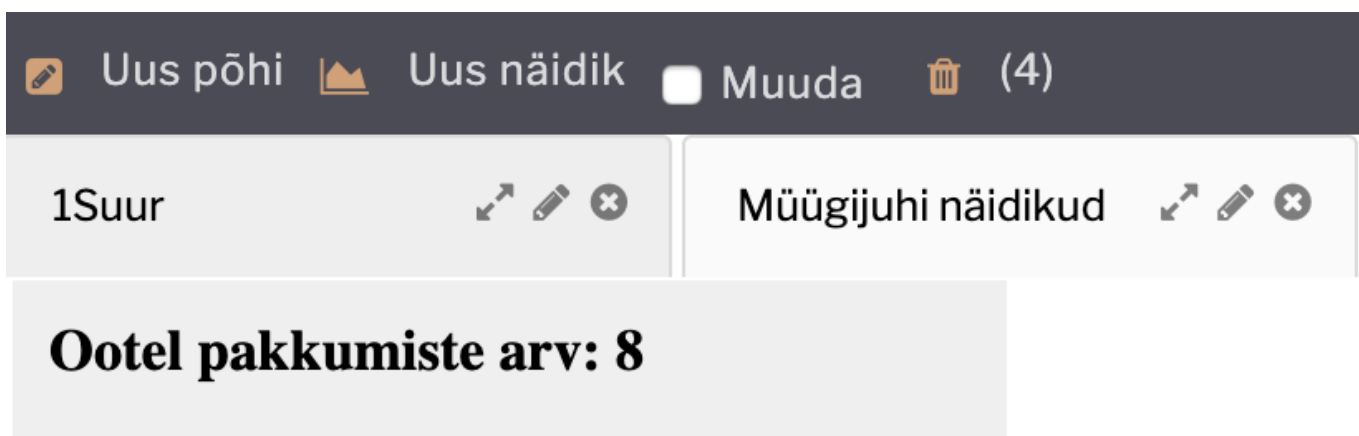 Uus põhi Uus näidik Muuda (4)
1Suur Müügijuhi näidikud
Ootel pakkumiste arv: 8